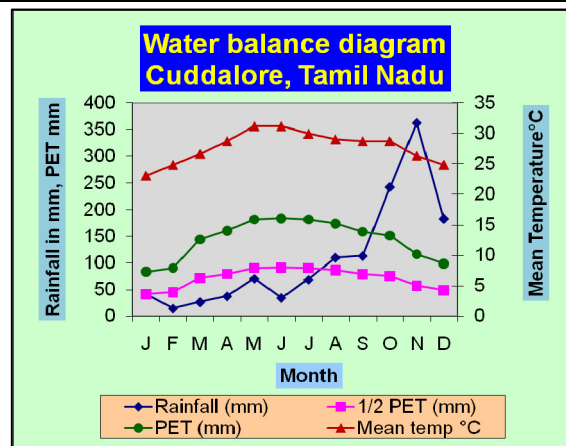 Water balance diagram
Cuddalore, Tamil Nadu
Rainfall in mm, PET mm
400
350
300
250
200
150
100
50
0
35
30
25
20
15
10
5
0
Mean Temperature°C
J F M A M J J A S O N D
Month
Rainfall (mm) 1/2 PET (mm)
PET (mm) Mean temp °C